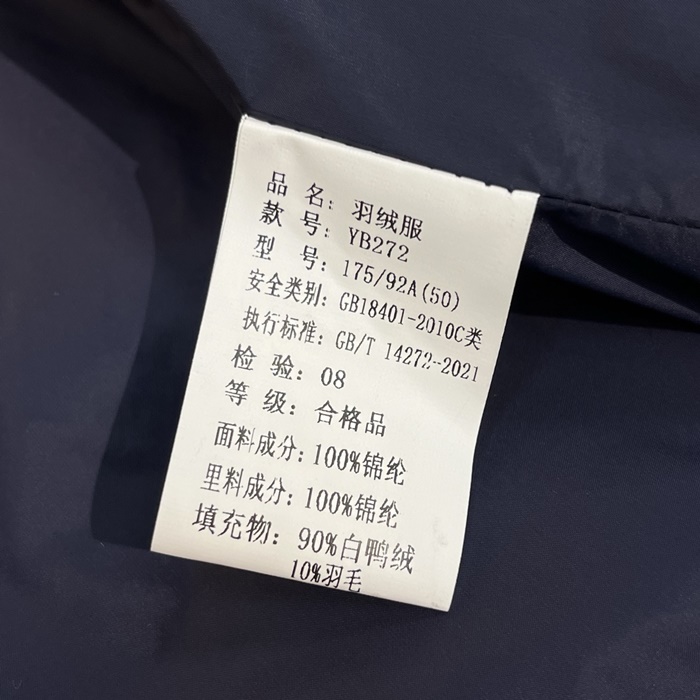 品 名: 羽绒服
款 号: YB272
型 号: 175/92A(50)
安全类别: GB18401-2010C类
执行标准: GB/T 14272-2021
检 验: 08
等 级: 合格品
面料成分: 100%锦纶
里料成分: 100%锦纶
填充物: 90%白鸭绒
10%羽毛